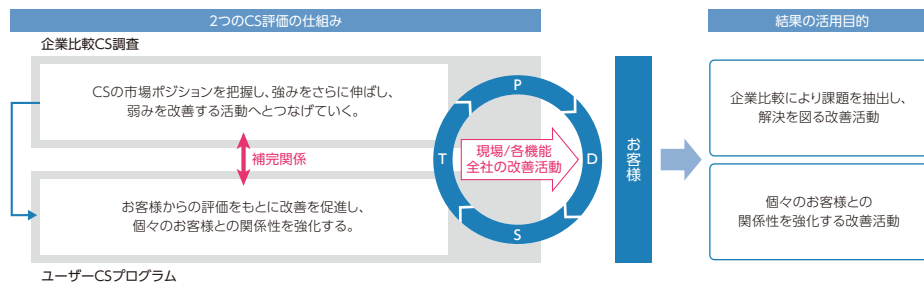 2つのCS評価の仕組み
結果の活用目的
企業比較CS調査
CSの市場ポジションを把握し、強みをさらに伸ばし、
弱みを改善する活動へとつなげていく。
補完関係
お客様からの評価をもとに改善を促進し、
個々のお客様との関係性を強化する。
ユーザーCSプログラム
P
T
D
S
現場/各機能
全社の改善活動
お客様
企業比較により課題を抽出し、
解決を図る改善活動
個々のお客様との
関係性を強化する改善活動